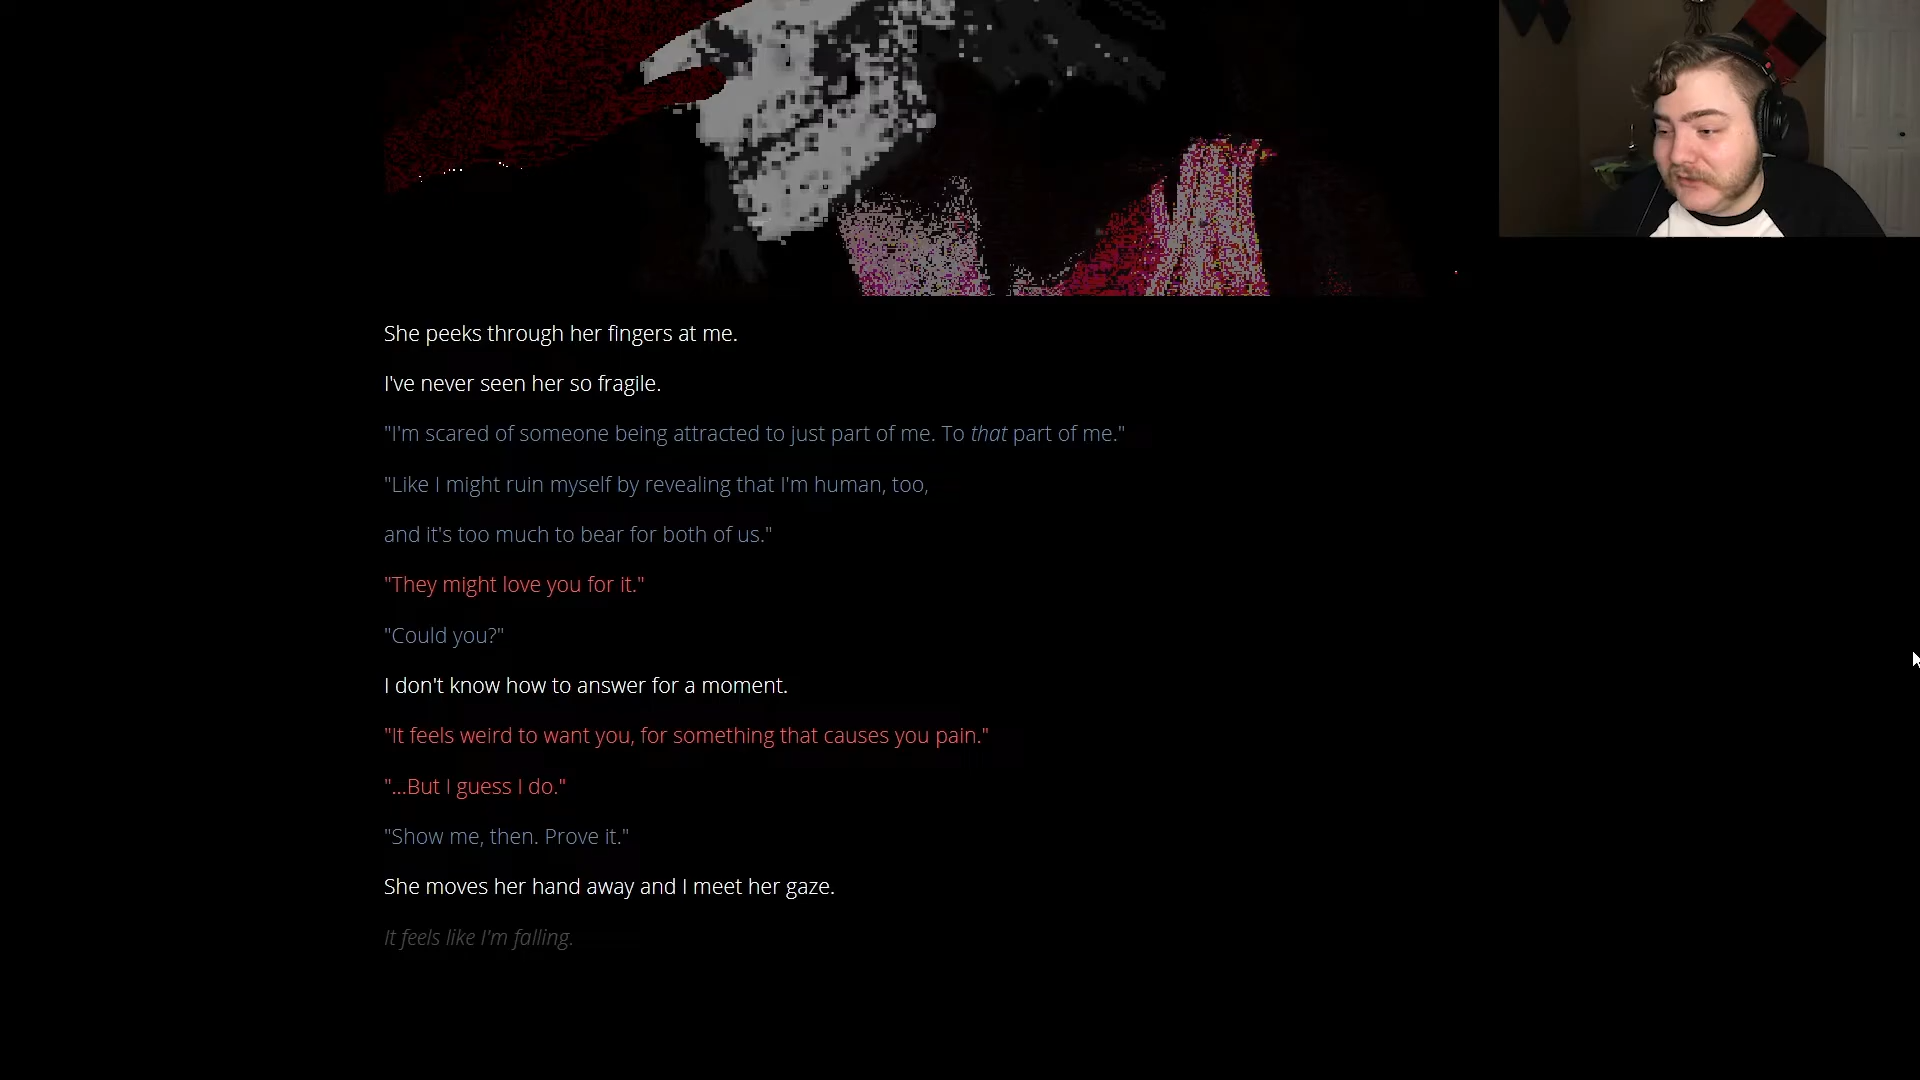 She peeks through her fingers at me.
I've never seen her so fragile.
"I'm scared of someone being attracted to just part of me. To that part of me."
"Like I might ruin myself by revealing that I'm human, too,
and it's too much to bear for both of us."
"They might love you for it."
"Could you?"
I don't know how to answer for a moment.
"It feels weird to want you, for something that causes you pain."
"...But I guess I do."
"Show me, then. Prove it."
She moves her hand away and I meet her gaze.
It feels like I'm falling.